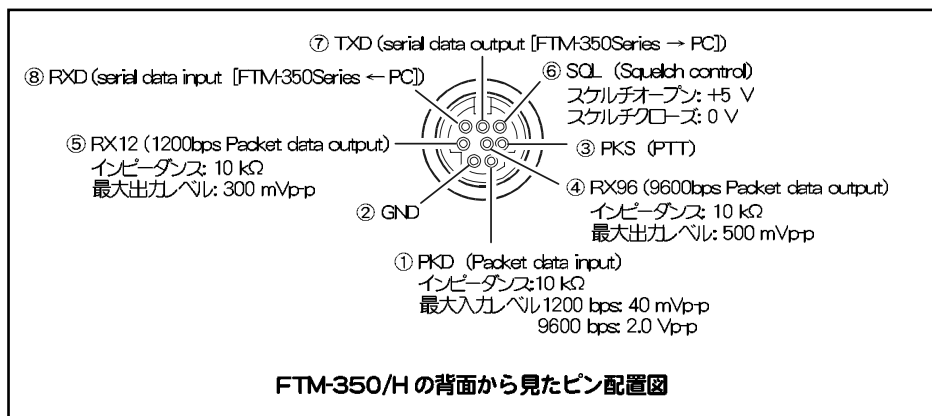 ⑦ TXD (serial data output [FTM-350Series → PC])
⑧ RXD (serial data input [FTM-350Series ← PC])
⑥ SQL (Squelch control)
スケルチオープン: +5 V
スケルチクローズ: 0 V
⑤ RX12 (1200bps Packet data output)
インピーダンス: 10 kΩ
最大出力レベル: 300 mVp-p
③ PKS (PTT)
④ RX96 (9600bps Packet data output)
インピーダンス: 10 kΩ
最大出力レベル: 500 mVp-p
② GND
① PKD (Packet data input)
インピーダンス:10 kΩ
最大入力レベル 1200 bps: 40 mVp-p
9600 bps: 2.0 Vp-p
FTM-350/H の背面から見たピン配置図